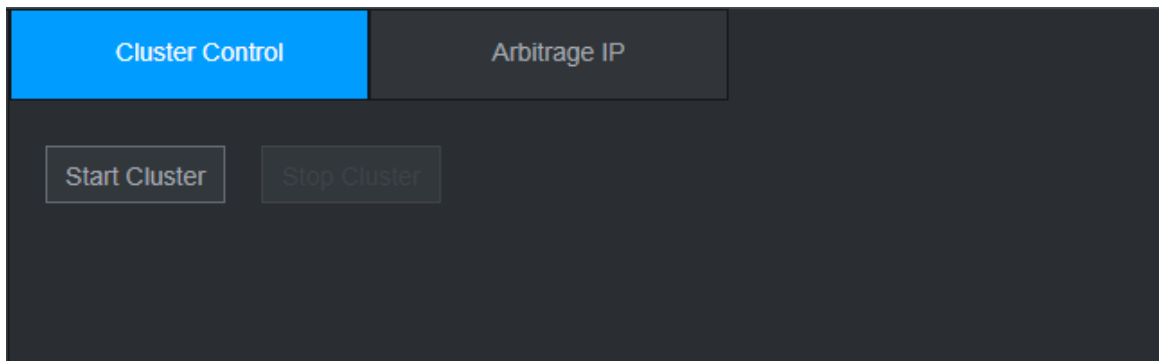 Cluster Control
Arbitrage IP
Start Cluster
Stop Cluster